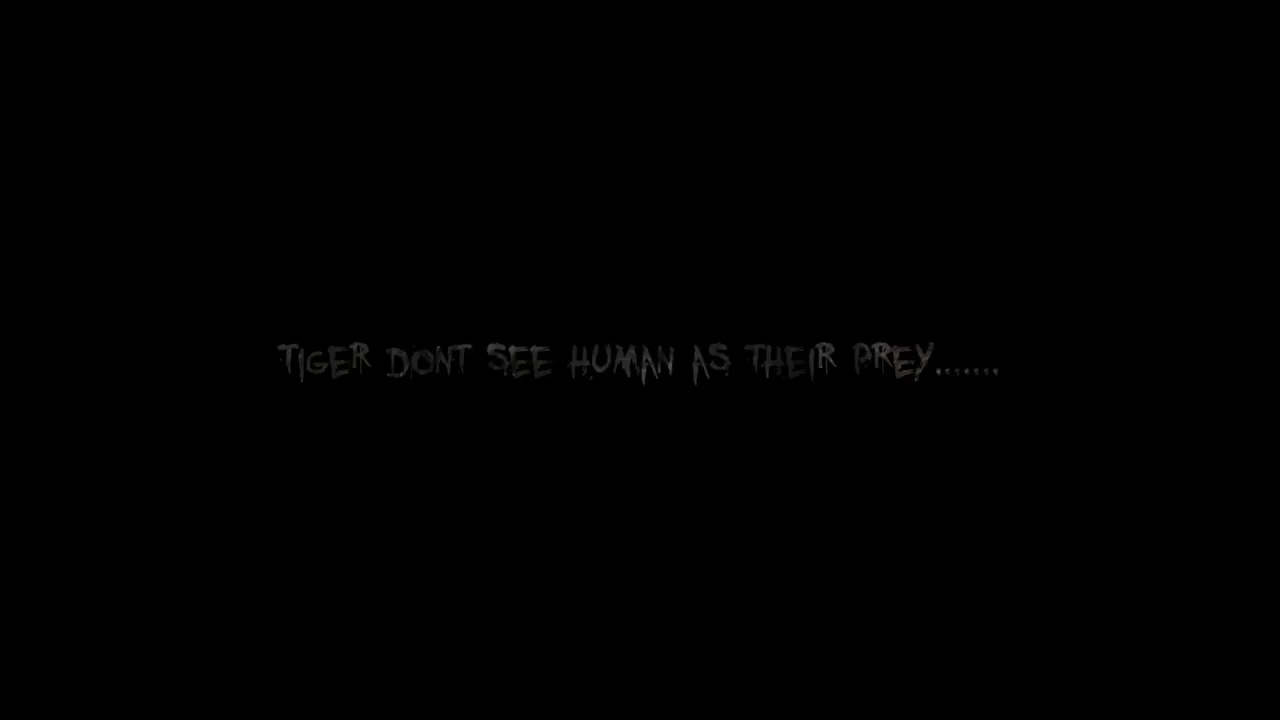 TIGER DONT SEE HUMAN AS THEIR PREY.......